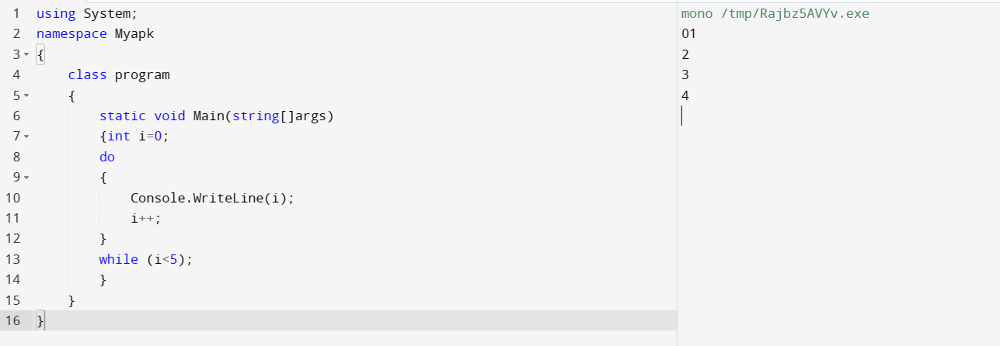 1 using System;
2 namespace Myapk
3 {
4 class program
5 {
6 static void Main(string[]args)
7 {int i=0;
8 do
9 {
10 Console.WriteLine(i);
11 i++;
12 }
13 while (i<5);
14 }
15 }
16 }
mono /tmp/Rajbz5AVYv.exe
01
2
3
4